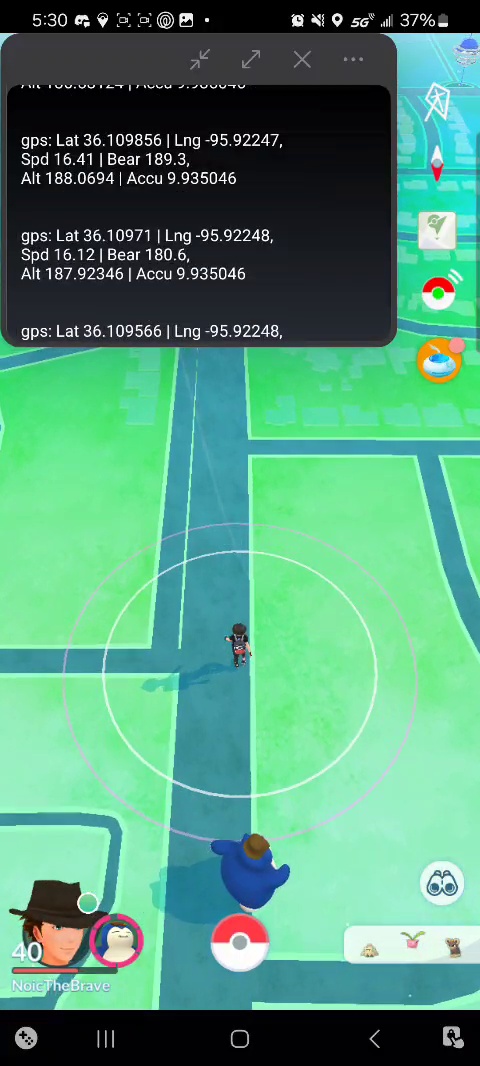 5:30
5G
37%
gps: Lat 36.109856 | Lng -95.92247,
Spd 16.41 | Bear 189.3,
Alt 188.0694 | Accu 9.935046
gps: Lat 36.10971 | Lng -95.92248,
Spd 16.12 | Bear 180.6,
Alt 187.92346 | Accu 9.935046
gps: Lat 36.109566 | Lng -95.92248,
40
NoicTheBrave